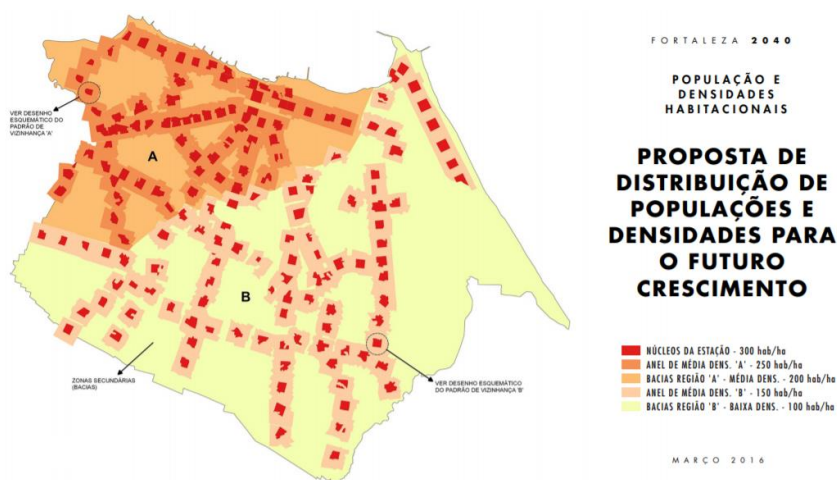 VER DESENHO
ESQUEMÁTICO DO
PADRÃO DE
VIZINHANÇA 'A'
A
B
ZONAS SECUNDÁRIAS
(BACIAS)
VER DESENHO ESQUEMÁTICO
DO PADRÃO DE VIZINHANÇA 'B'
FORTALEZA 2040
POPULAÇÃO E
DENSIDADES
HABITACIONAIS
PROPOSTA DE
DISTRIBUIÇÃO DE
POPULAÇÕES E
DENSIDADES PARA
O FUTURO
CRESCIMENTO
NÚCLEOS DA ESTAÇÃO - 300 hab/ha
ANEL DE MÉDIA DENS. 'A' - 250 hab/ha
BACIAS REGIÃO 'A' - MÉDIA DENS. - 200 hab/ha
ANEL DE MÉDIA DENS. 'B' - 150 hab/ha
BACIAS REGIÃO 'B' - BAIXA DENS. - 100 hab/ha
MARÇO 2016